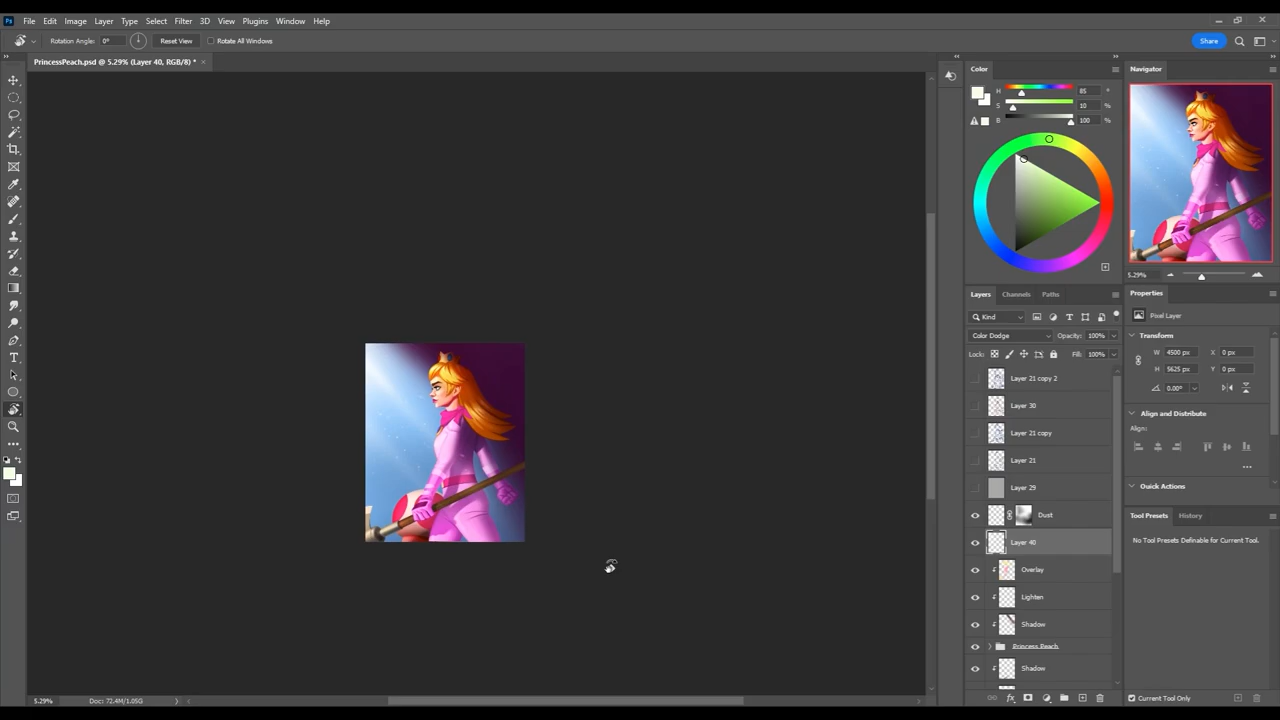 Ps File Edit Image Layer Type Select Filter 3D View Plugins Window Help
Rotation Angle: 0° Reset View Rotate All Windows Share
PrincessPeach.psd @ 5.29% (Layer 40, RGB/8) * ×
Color
H 85 °
S 10 %
B 100 %
Navigator
5.29%
Layers Channels Paths
Kind
Color Dodge Opacity: 100%
Lock: Fill: 100%
Layer 21 copy 2
Layer 30
Layer 21 copy
Layer 21
Layer 29
Dust
Layer 40
Overlay
Lighten
Shadow
Princess Peach
Shadow
fx
Properties
Pixel Layer
Transform
W 4500 px X 0 px
H 5625 px Y 0 px
0.00°
Align and Distribute
Align:
Quick Actions
Tool Presets History
No Tool Presets Definable for Current Tool.
Current Tool Only
5.29% Doc: 72.4M/1.05G